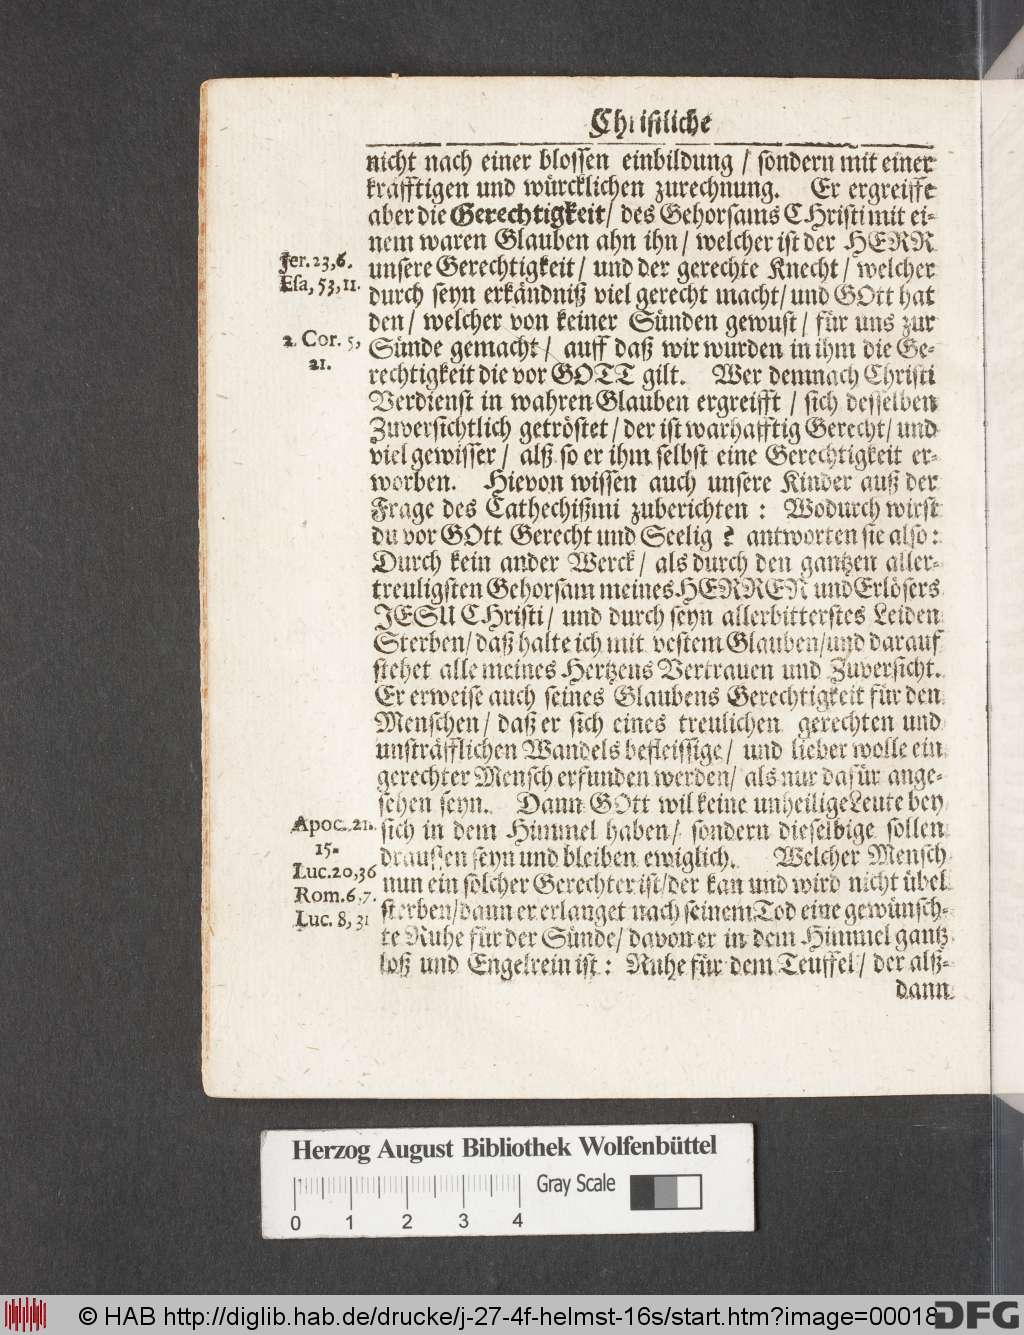 Christliche
nicht nach einer blossen einbildung / sondern mit einer
kräfftigen und würcklichen zurechnung. Er ergreiffe
aber die Gerechtigkeit / des Gehorsams CHristi mit ei-
nem waren Glauben ahn ihn / welcher ist der HERR
Jer. 23, 6.
unsere Gerechtigkeit / und der gerechte Knecht / welcher
Esa, 53, 11.
durch seyn erkändniß viel gerecht macht / und GOtt hat
den / welcher von keiner Sünden gewust / für uns zur
2. Cor. 5,
21.
Sünde gemacht / auff daß wir wurden in ihm die Ge-
rechtigkeit die vor GOTT gilt. Wer demnach Christi
Verdienst in wahren Glauben ergreifft / sich desselben
Zuversichtlich getröstet / der ist warhafftig Gerecht / und
viel gewisser / alß so er ihm selbst eine Gerechtigkeit er-
worben. Hievon wissen auch unsere Kinder auß der
Frage des Cathechißmi zuberichten : Wodurch wirst
du vor GOtt Gerecht und Seelig ? antworten sie also :
Durch kein ander Werck / als durch den gantzen aller-
treuligsten Gehorsam meines HERREN und Erlösers
JESU CHristi / und durch seyn allerbitterstes Leiden
Sterben / daß halte ich mit vestem Glauben / und darauf
stehet alle meines Hertzens Vertrauen und Zuversicht.
Er erweise auch seines Glaubens Gerechtigkeit für den
Menschen / daß er sich eines treulichen gerechten und
unsträfflichen Wandels befleissige / und lieber wolle ein
gerechter Mensch erfunden werden / als nur dafür ange-
sehen seyn. Dann GOtt wil keine unheilige Leute bey
Apoc. 21.
15.
sich in dem Himmel haben / sondern dieselbige sollen
draussen seyn und bleiben ewiglich. Welcher Mensch
Luc. 20, 36
nun ein solcher Gerechter ist / der kan und wird nicht übel
Rom. 6, 7.
sterben / dann er erlanget nach seinem Tod eine gewünsch-
Luc. 8, 31
te Ruhe für der Sünde / davon er in dem Himmel gantz
loß und Engelrein ist : Ruhe für dem Teuffel / der alß-
dann
Herzog August Bibliothek Wolfenbüttel
Gray Scale
0 1 2 3 4
© HAB http://diglib.hab.de/drucke/j-27-4f-helmst-16s/start.htm?image=00018
DFG